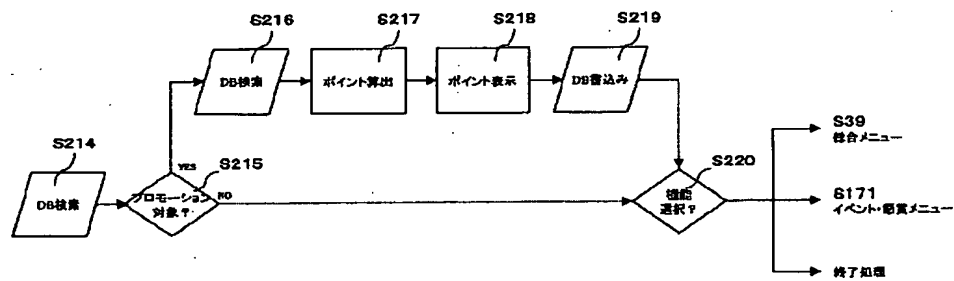 S216
S217
S218
S219
DB検索
ポイント算出
ポイント表示
DB書込み
S214
S215
YES
S220
S39
総合メニュー
DB検索
プロモーション
対象?
NO
機能
選択?
S171
イベント・懸賞メニュー
終了処理